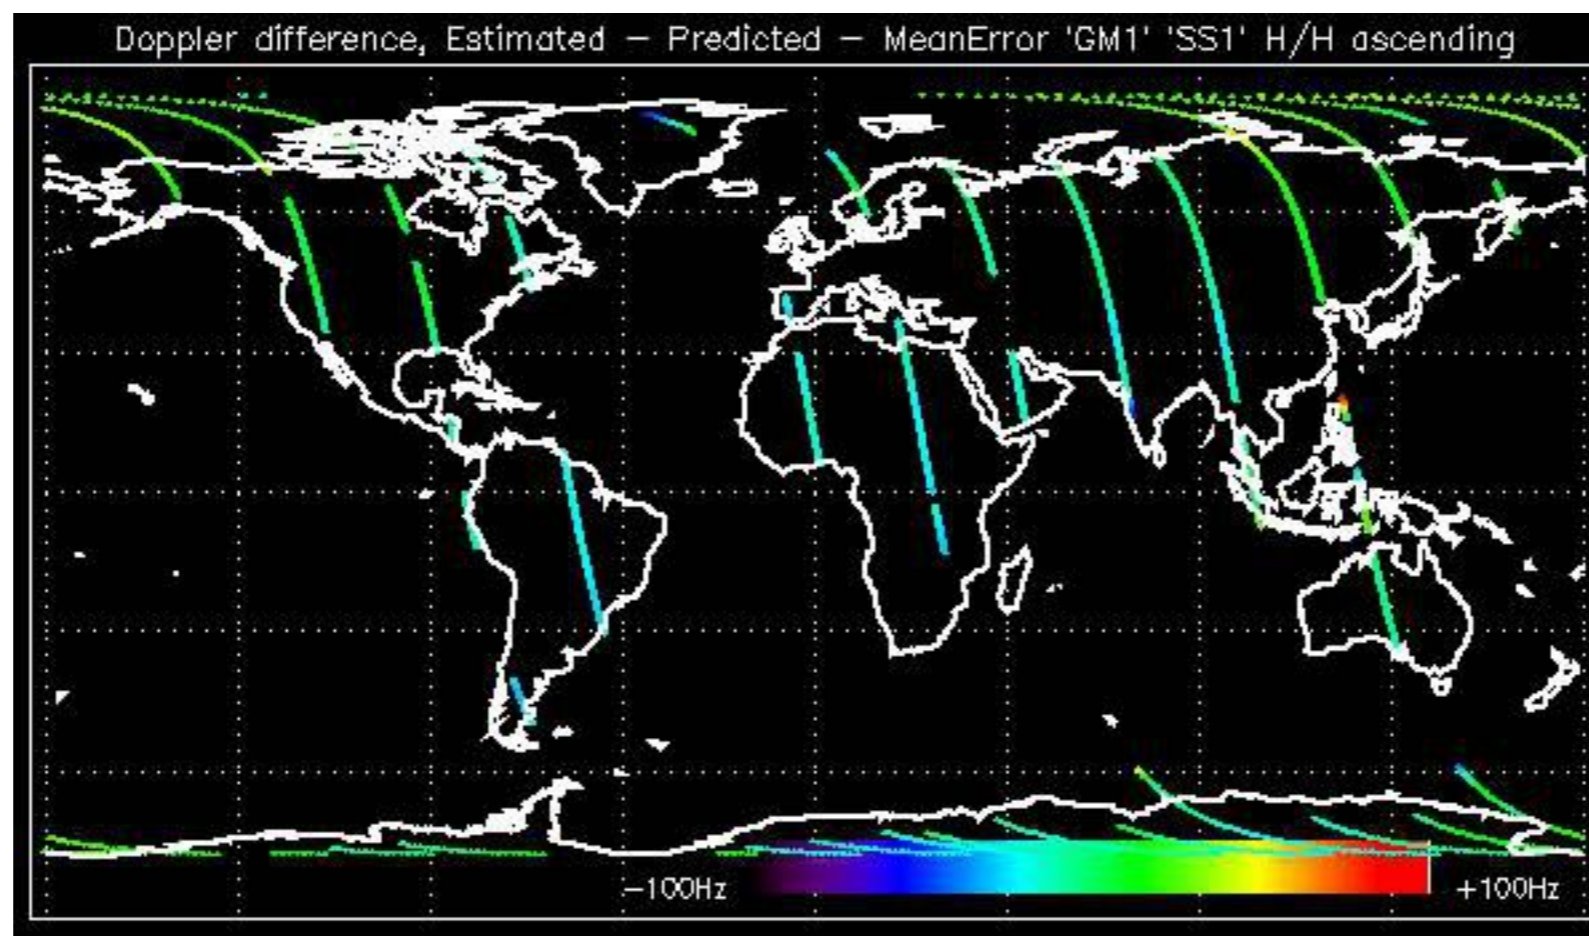 Doppler difference, Estimated – Predicted – MeanError 'GM1' 'SS1' H/H ascending
–100Hz +100Hz